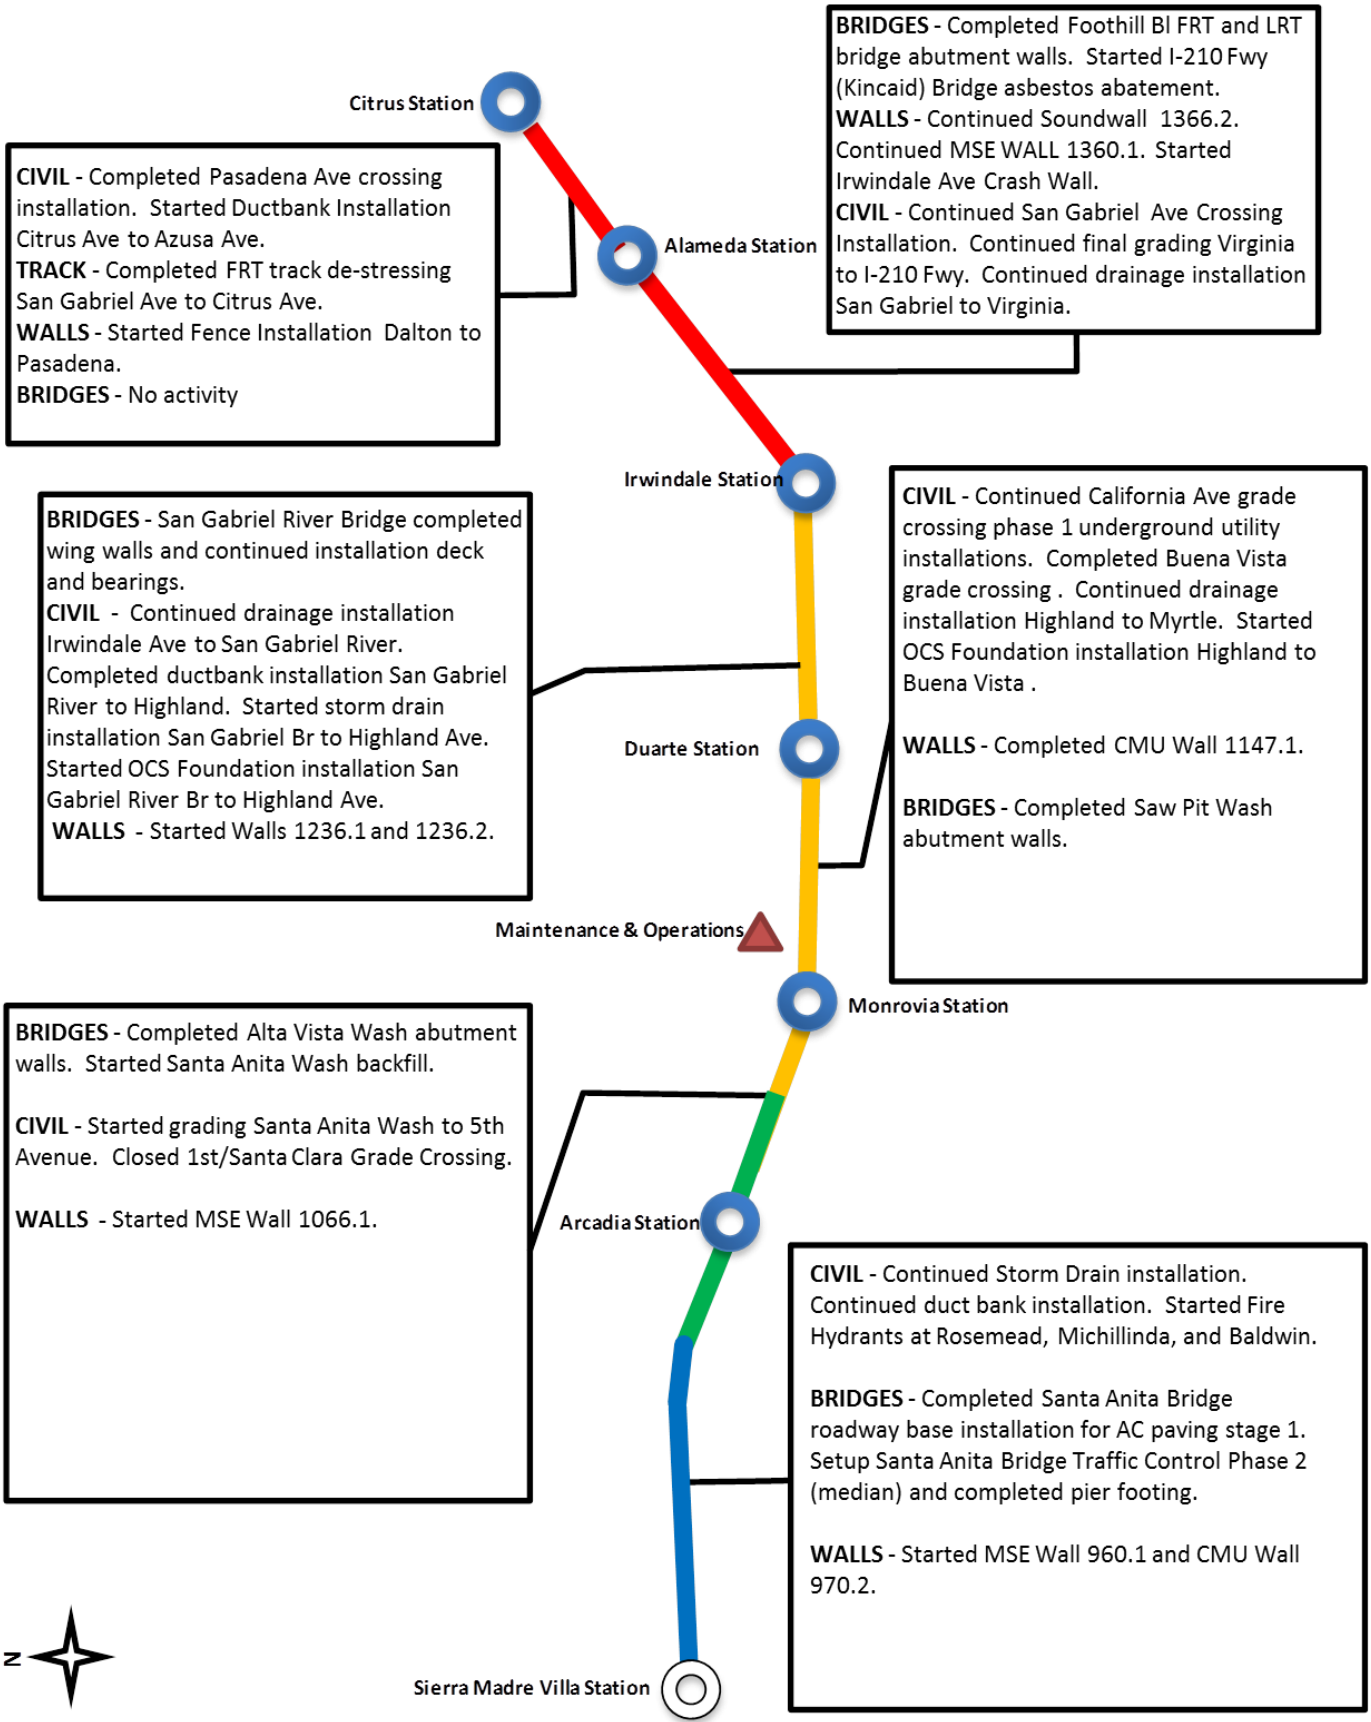 BRIDGES - Completed Foothill Bl FRT and LRT
bridge abutment walls. Started I-210 Fwy
(Kincaid) Bridge asbestos abatement.
WALLS - Continued Soundwall 1366.2.
Continued MSE WALL 1360.1. Started
Irwindale Ave Crash Wall.
CIVIL - Continued San Gabriel Ave Crossing
Installation. Continued final grading Virginia
to I-210 Fwy. Continued drainage installation
San Gabriel to Virginia.
Citrus Station
CIVIL - Completed Pasadena Ave crossing
installation. Started Ductbank Installation
Citrus Ave to Azusa Ave.
TRACK - Completed FRT track de-stressing
San Gabriel Ave to Citrus Ave.
WALLS - Started Fence Installation Dalton to
Pasadena.
BRIDGES - No activity
Alameda Station
Irwindale Station
BRIDGES - San Gabriel River Bridge completed
wing walls and continued installation deck
and bearings.
CIVIL - Continued drainage installation
Irwindale Ave to San Gabriel River.
Completed ductbank installation San Gabriel
River to Highland. Started storm drain
installation San Gabriel Br to Highland Ave.
Started OCS Foundation installation San
Gabriel River Br to Highland Ave.
WALLS - Started Walls 1236.1 and 1236.2.
CIVIL - Continued California Ave grade
crossing phase 1 underground utility
installations. Completed Buena Vista
grade crossing . Continued drainage
installation Highland to Myrtle. Started
OCS Foundation installation Highland to
Buena Vista .
WALLS - Completed CMU Wall 1147.1.
BRIDGES - Completed Saw Pit Wash
abutment walls.
Duarte Station
Maintenance & Operations
Monrovia Station
BRIDGES - Completed Alta Vista Wash abutment
walls. Started Santa Anita Wash backfill.
CIVIL - Started grading Santa Anita Wash to 5th
Avenue. Closed 1st/Santa Clara Grade Crossing.
WALLS - Started MSE Wall 1066.1.
Arcadia Station
CIVIL - Continued Storm Drain installation.
Continued duct bank installation. Started Fire
Hydrants at Rosemead, Michillinda, and Baldwin.
BRIDGES - Completed Santa Anita Bridge
roadway base installation for AC paving stage 1.
Setup Santa Anita Bridge Traffic Control Phase 2
(median) and completed pier footing.
WALLS - Started MSE Wall 960.1 and CMU Wall
970.2.
N
Sierra Madre Villa Station